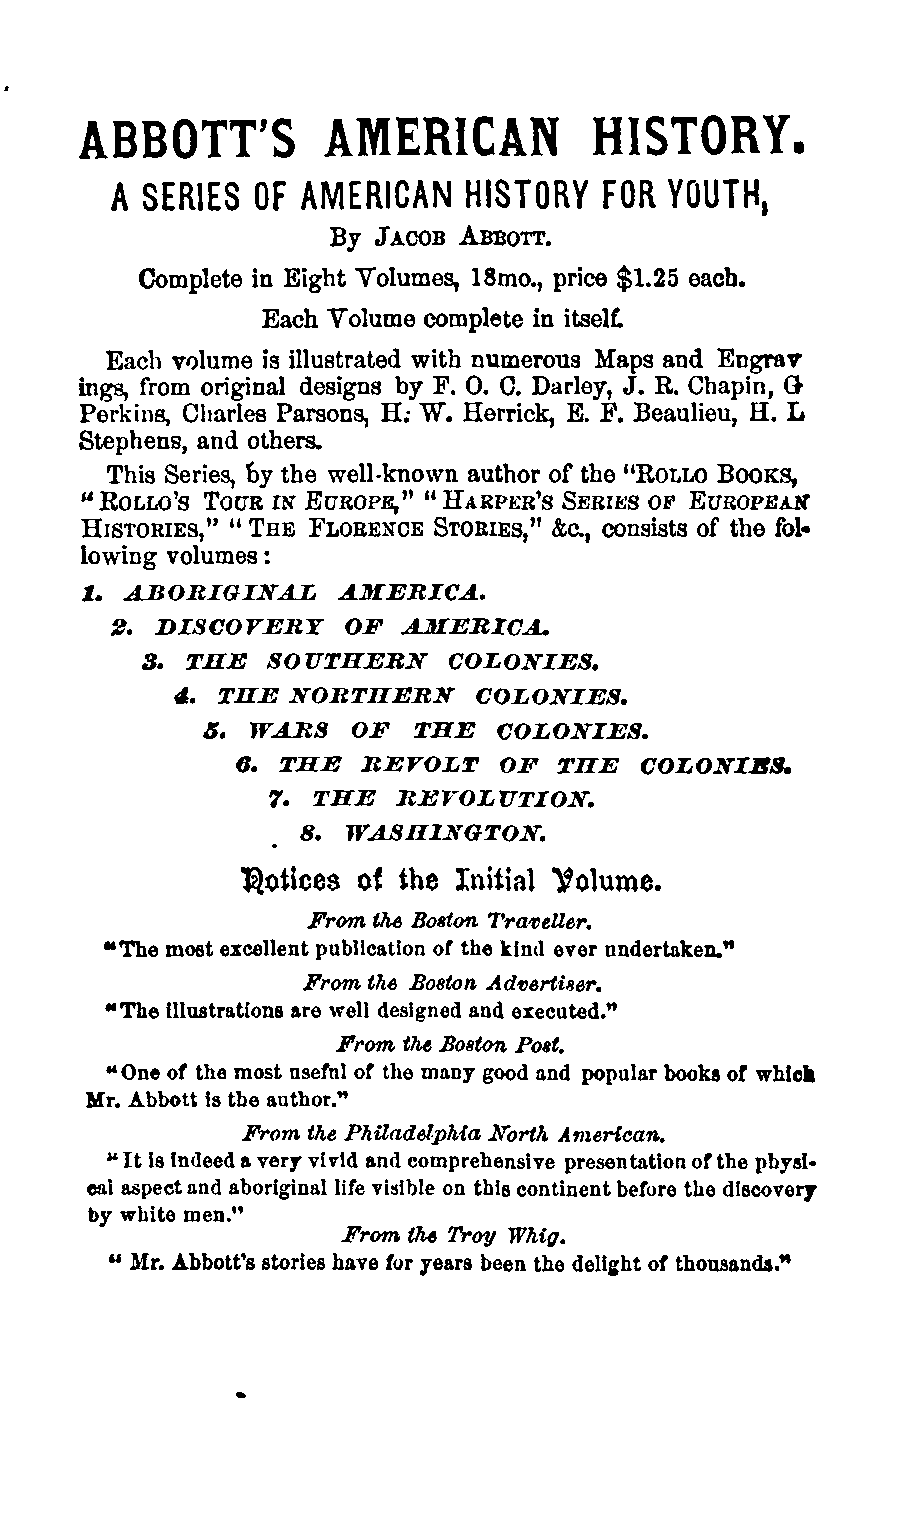 ABBOTT'S AMERICAN HISTORY.
A SERIES OF AMERICAN HISTORY FOR YOUTH,
By JACOB ABBOTT.
Complete in Eight Volumes, 18mo., price $1.25 each.
Each Volume complete in itself.
Each volume is illustrated with numerous Maps and Engrav
ings, from original designs by F. O. C. Darley, J. R. Chapin, G
Perkins, Charles Parsons, H. W. Herrick, E. F. Beaulieu, H. L
Stephens, and others.
This Series, by the well-known author of the "ROLLO BOOKS,
"ROLLO'S TOUR IN EUROPE," "HARPER'S SERIES OF EUROPEAN
HISTORIES," "THE FLORENCE STORIES," &c., consists of the fol-
lowing volumes:
1. ABORIGINAL AMERICA.
2. DISCOVERY OF AMERICA.
3. THE SOUTHERN COLONIES.
4. THE NORTHERN COLONIES.
5. WARS OF THE COLONIES.
6. THE REVOLT OF THE COLONIES.
7. THE REVOLUTION.
8. WASHINGTON.
Notices of the Initial Volume.
From the Boston Traveller.
"The most excellent publication of the kind ever undertaken."
From the Boston Advertiser.
"The illustrations are well designed and executed."
From the Boston Post.
"One of the most useful of the many good and popular books of which
Mr. Abbott is the author."
From the Philadelphia North American.
"It is indeed a very vivid and comprehensive presentation of the physi-
cal aspect and aboriginal life visible on this continent before the discovery
by white men."
From the Troy Whig.
"Mr. Abbott's stories have for years been the delight of thousands."